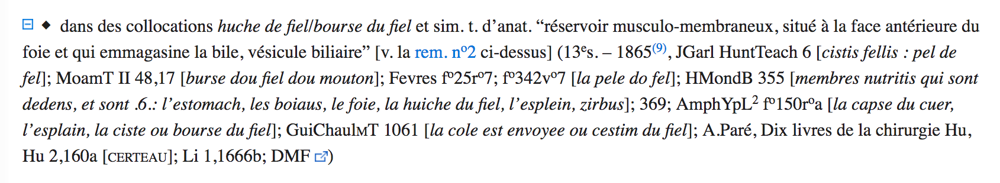 ◆ dans des collocations huche de fiel/bourse du fiel et sim. t. d’anat. “réservoir musculo-membraneux, situé à la face antérieure du
foie et qui emmagasine la bile, vésicule biliaire” [v. la rem. nº2 ci-dessus] (13ᵉs. – 1865⁽⁹⁾, JGarl HuntTeach 6 [cistis fellis : pel de
fel]; MoamT II 48,17 [burse dou fiel dou mouton]; Fevres fº25rº7; fº342vº7 [la pele do fel]; HMondB 355 [membres nutritis qui sont
dedens, et sont .6.: l’estomach, les boiaus, le foie, la huiche du fiel, l’esplein, zirbus]; 369; AmphYpL² fº150rºa [la capse du cuer,
l’esplain, la ciste ou bourse du fiel]; GuiChaulMT 1061 [la cole est envoyee ou cestim du fiel]; A.Paré, Dix livres de la chirurgie Hu,
Hu 2,160a [CERTEAU]; Li 1,1666b; DMF)